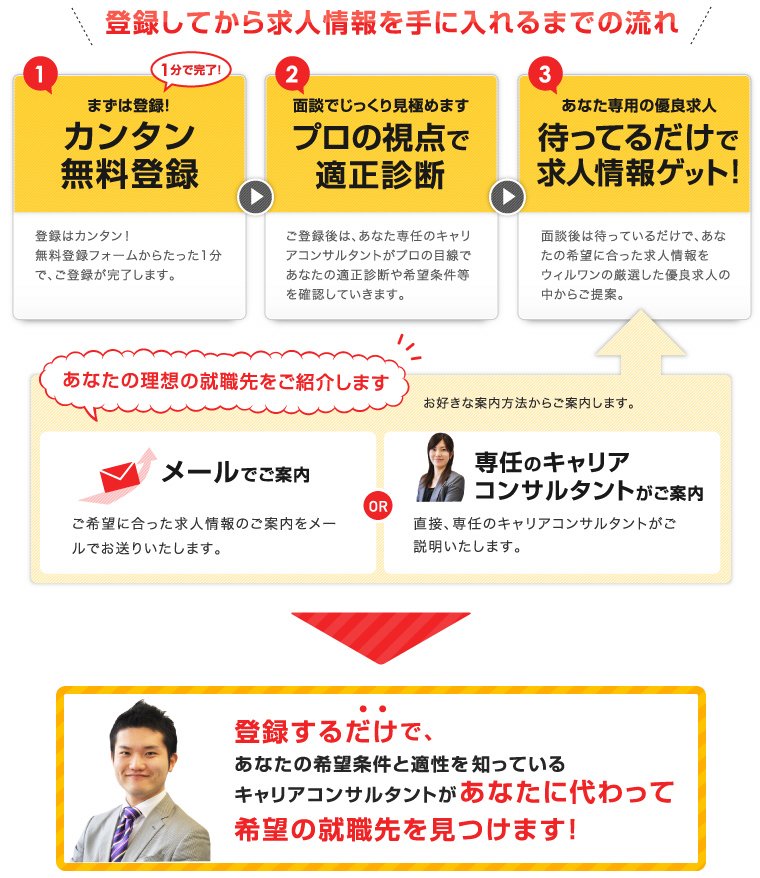 登録してから求人情報を手に入れるまでの流れ
1
1分で完了!
まずは登録!
カンタン
無料登録
登録はカンタン!
無料登録フォームからたった1分
で、ご登録が完了します。
2
面談でじっくり見極めます
プロの視点で
適正診断
ご登録後は、あなた専任のキャリ
アコンサルタントがプロの目線で
あなたの適正診断や希望条件等
を確認していきます。
3
あなた専用の優良求人
待ってるだけで
求人情報ゲット!
面談後は待っているだけで、あな
たの希望に合った求人情報を
ウィルワンの厳選した優良求人の
中からご提案。
あなたの理想の就職先をご紹介します
お好きな案内方法からご案内します。
メールでご案内
ご希望に合った求人情報のご案内をメー
ルでお送りいたします。
OR
専任のキャリア
コンサルタントがご案内
直接、専任のキャリアコンサルタントがご
説明いたします。
登録するだけで、
あなたの希望条件と適性を知っている
キャリアコンサルタントがあなたに代わって
希望の就職先を見つけます!